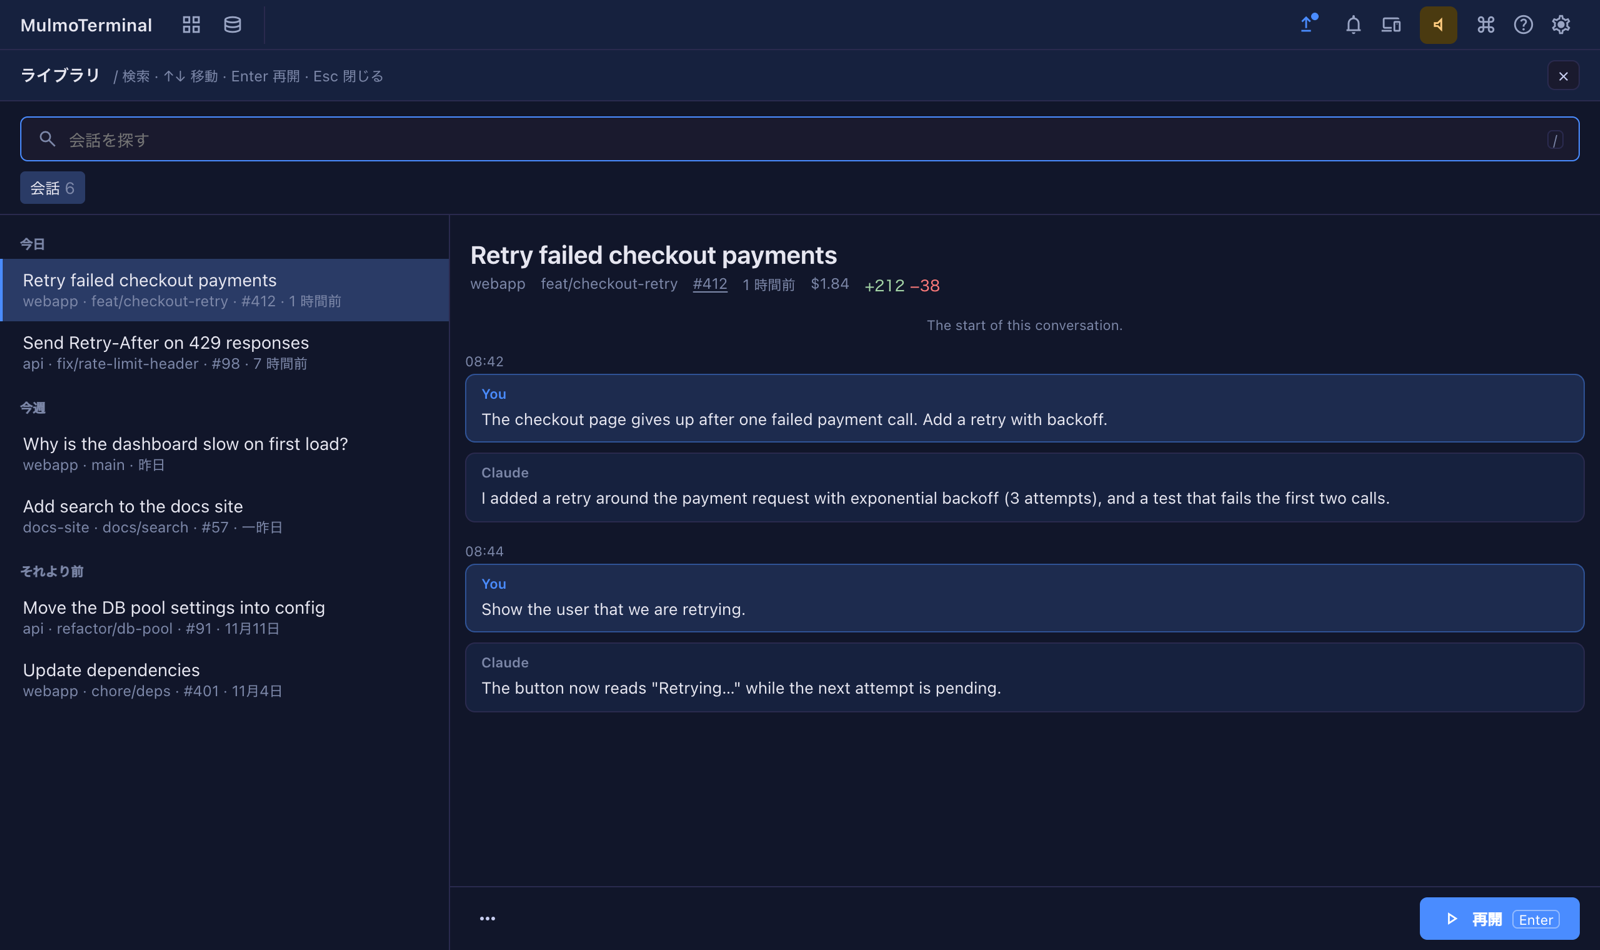 MulmoTerminal
ライブラリ / 検索 · ↑↓ 移動 · Enter 再開 · Esc 閉じる
会話を探す /
会話 6
今日
Retry failed checkout payments
webapp · feat/checkout-retry · #412 · 1 時間前
Send Retry-After on 429 responses
api · fix/rate-limit-header · #98 · 7 時間前
今週
Why is the dashboard slow on first load?
webapp · main · 昨日
Add search to the docs site
docs-site · docs/search · #57 · 一昨日
それより前
Move the DB pool settings into config
api · refactor/db-pool · #91 · 11月11日
Update dependencies
webapp · chore/deps · #401 · 11月4日
Retry failed checkout payments
webapp feat/checkout-retry #412 1 時間前 $1.84 +212 −38
The start of this conversation.
08:42
You
The checkout page gives up after one failed payment call. Add a retry with backoff.
Claude
I added a retry around the payment request with exponential backoff (3 attempts), and a test that fails the first two calls.
08:44
You
Show the user that we are retrying.
Claude
The button now reads "Retrying…" while the next attempt is pending.
再開 Enter